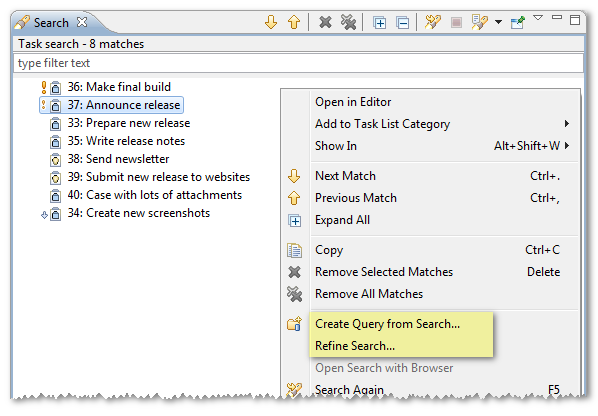 Search
Task search - 8 matches
type filter text
36: Make final build
37: Announce release
33: Prepare new release
35: Write release notes
38: Send newsletter
39: Submit new release to websites
40: Case with lots of attachments
34: Create new screenshots
Open in Editor
Add to Task List Category
Show In Alt+Shift+W
Next Match Ctrl+.
Previous Match Ctrl+,
Expand All
Copy Ctrl+C
Remove Selected Matches Delete
Remove All Matches
Create Query from Search...
Refine Search...
Open Search with Browser
Search Again F5